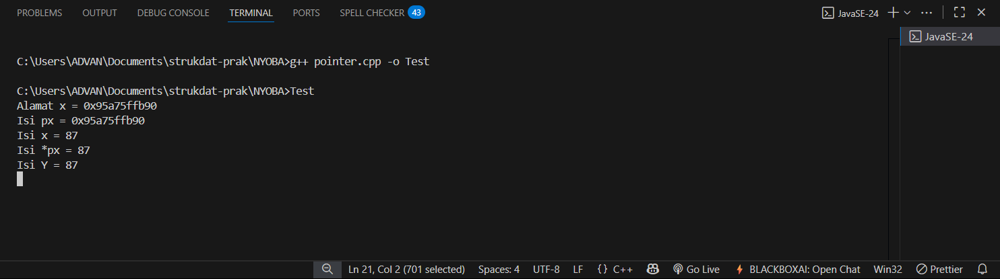 PROBLEMS OUTPUT DEBUG CONSOLE TERMINAL PORTS SPELL CHECKER 43 JavaSE-24
JavaSE-24
C:\Users\ADVAN\Documents\strukdat-prak\NYOBA>g++ pointer.cpp -o Test
C:\Users\ADVAN\Documents\strukdat-prak\NYOBA>Test
Alamat x = 0x95a75ffb90
Isi px = 0x95a75ffb90
Isi x = 87
Isi *px = 87
Isi Y = 87
Ln 21, Col 2 (701 selected) Spaces: 4 UTF-8 LF {} C++ Go Live BLACKBOXAI: Open Chat Win32 Prettier